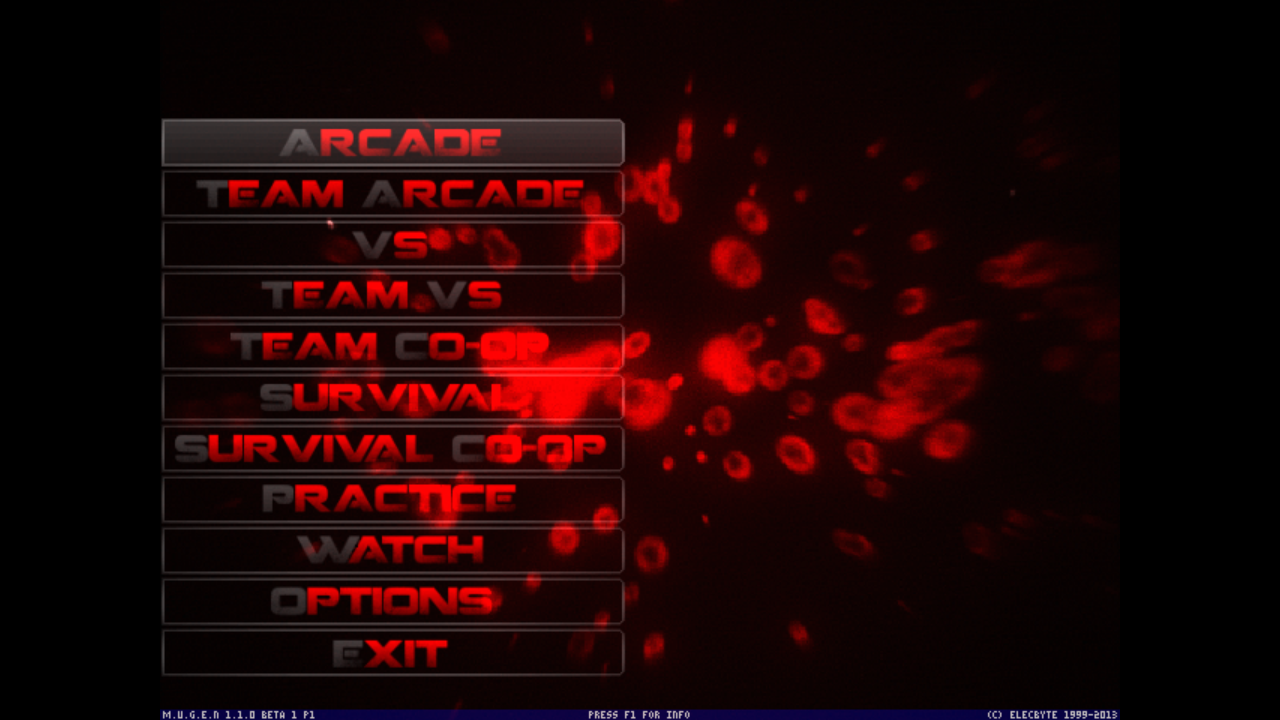 ARCADE
TEAM ARCADE
VS
TEAM VS
TEAM CO-OP
SURVIVAL
SURVIVAL CO-OP
PRACTICE
WATCH
OPTIONS
EXIT
M.U.G.E.N 1.1.0 BETA 1 P1 PRESS F1 FOR INFO (C) ELECBYTE 1999-2013